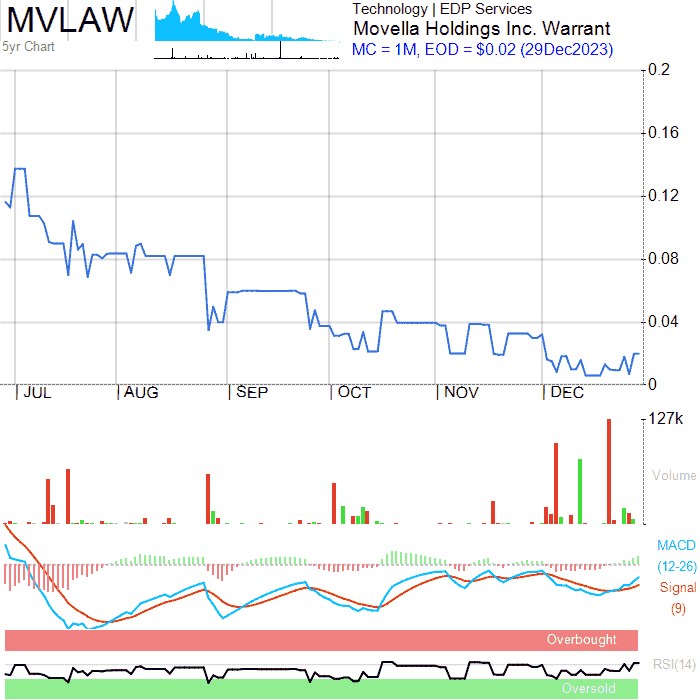 MVLAW
5yr Chart
Technology | EDP Services
Movella Holdings Inc. Warrant
MC = 1M, EOD = $0.02 (29Dec2023)
0.2
0.16
0.12
0.08
0.04
0
JUL AUG SEP OCT NOV DEC
127k
Volume
MACD
(12-26)
Signal
(9)
Overbought
RSI(14)
Oversold